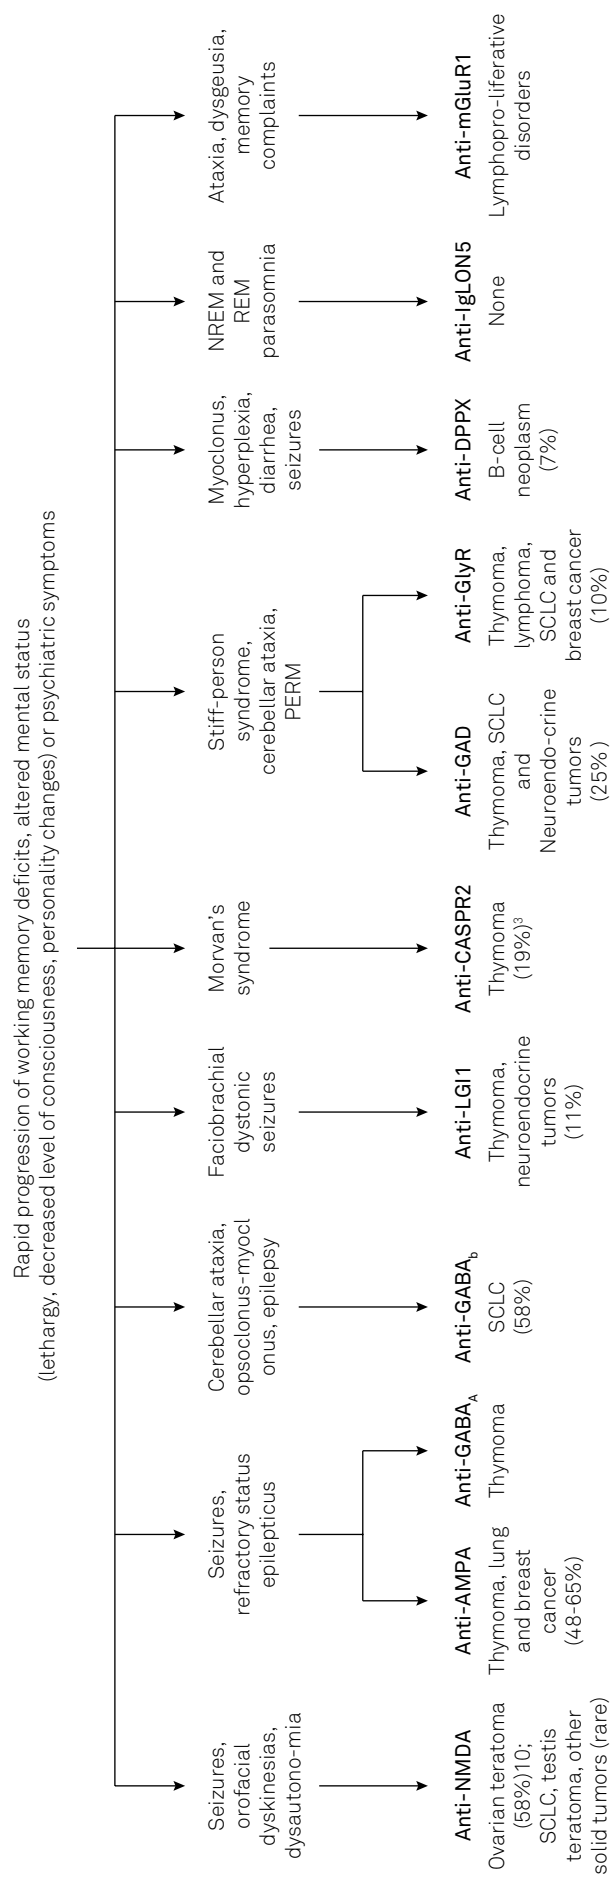 Rapid progression of working memory deficits, altered mental status
(lethargy, decreased level of consciousness, personality changes) or psychiatric symptoms
Seizures,
orofacial
dyskinesias,
dysautono-mia
Seizures,
refractory status
epilepticus
Cerebellar ataxia,
opsoclonus-myocl
onus, epilepsy
Faciobrachial
dystonic
seizures
Morvan's
syndrome
Stiff-person
syndrome,
cerebellar ataxia,
PERM
Myoclonus,
hyperplexia,
diarrhea,
seizures
NREM and
REM
parasomnia
Ataxia, dysgeusia,
memory
complaints
Anti-NMDA
Ovarian teratoma
(58%)10;
SCLC, testis
teratoma, other
solid tumors (rare)
Anti-AMPA
Thymoma, lung
and breast
cancer
(48-65%)
Anti-GABA_A
Thymoma
Anti-GABA_b
SCLC
(58%)
Anti-LGI1
Thymoma,
neuroendocrine
tumors
(11%)
Anti-CASPR2
Thymoma
(19%)³
Anti-GAD
Thymoma, SCLC
and
Neuroendo-crine
tumors
(25%)
Anti-GlyR
Thymoma,
lymphoma,
SCLC and
breast cancer
(10%)
Anti-DPPX
B-cell
neoplasm
(7%)
Anti-IgLON5
None
Anti-mGluR1
Lymphopro-liferative
disorders